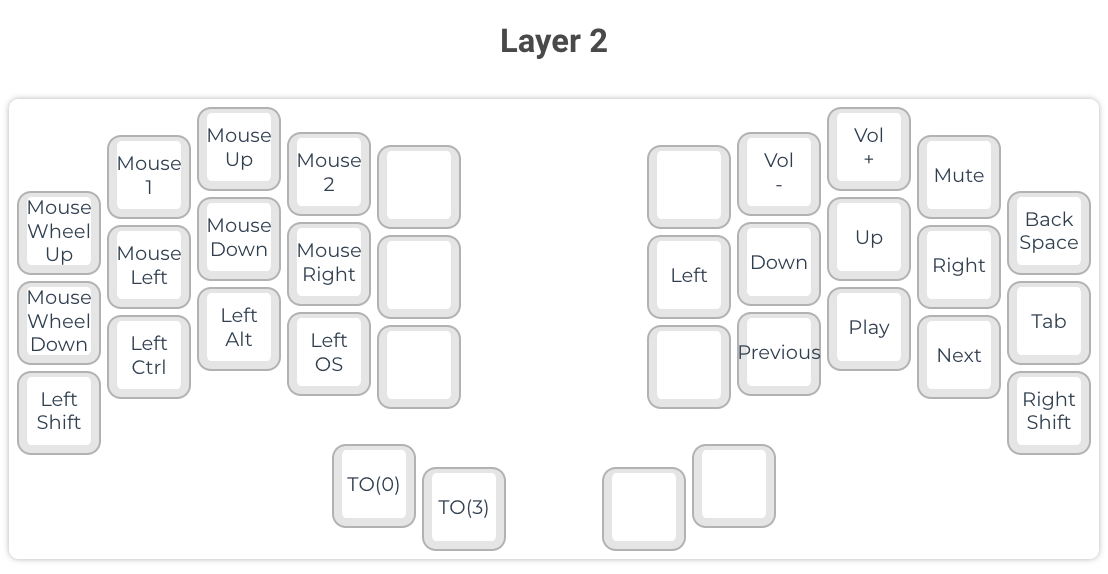 Layer 2
Mouse
Wheel
Up
Mouse
1
Mouse
Up
Mouse
2
Vol
-
Vol
+
Mute
Back
Space
Mouse
Wheel
Down
Mouse
Left
Mouse
Down
Mouse
Right
Left
Down
Up
Right
Tab
Left
Shift
Left
Ctrl
Left
Alt
Left
OS
Previous
Play
Next
Right
Shift
TO(0)
TO(3)